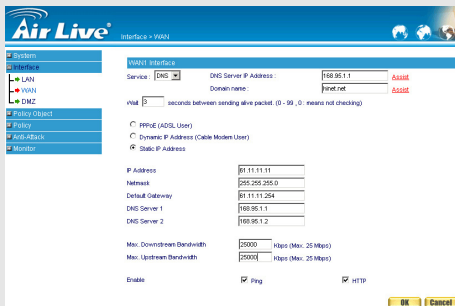 Air Live
Interface > WAN
System
Interface
LAN
WAN
DMZ
Policy Object
Policy
Anti-Attack
Monitor
WAN1 Interface
Service : DNS DNS Server IP Address : 168.95.1.1 Assist
Domain name : hinet.net Assist
Wait 3 seconds between sending alive packet. (0 - 99 , 0 : means not checking)
PPPoE (ADSL User)
Dynamic IP Address (Cable Modem User)
Static IP Address
IP Address 61.11.11.11
Netmask 255.255.255.0
Default Gateway 61.11.11.254
DNS Server 1 168.95.1.1
DNS Server 2 168.95.1.2
Max. Downstream Bandwidth 25000 Kbps (Max. 25 Mbps)
Max. Upstream Bandwidth 25000 Kbps (Max. 25 Mbps)
Enable Ping HTTP
OK Cancel